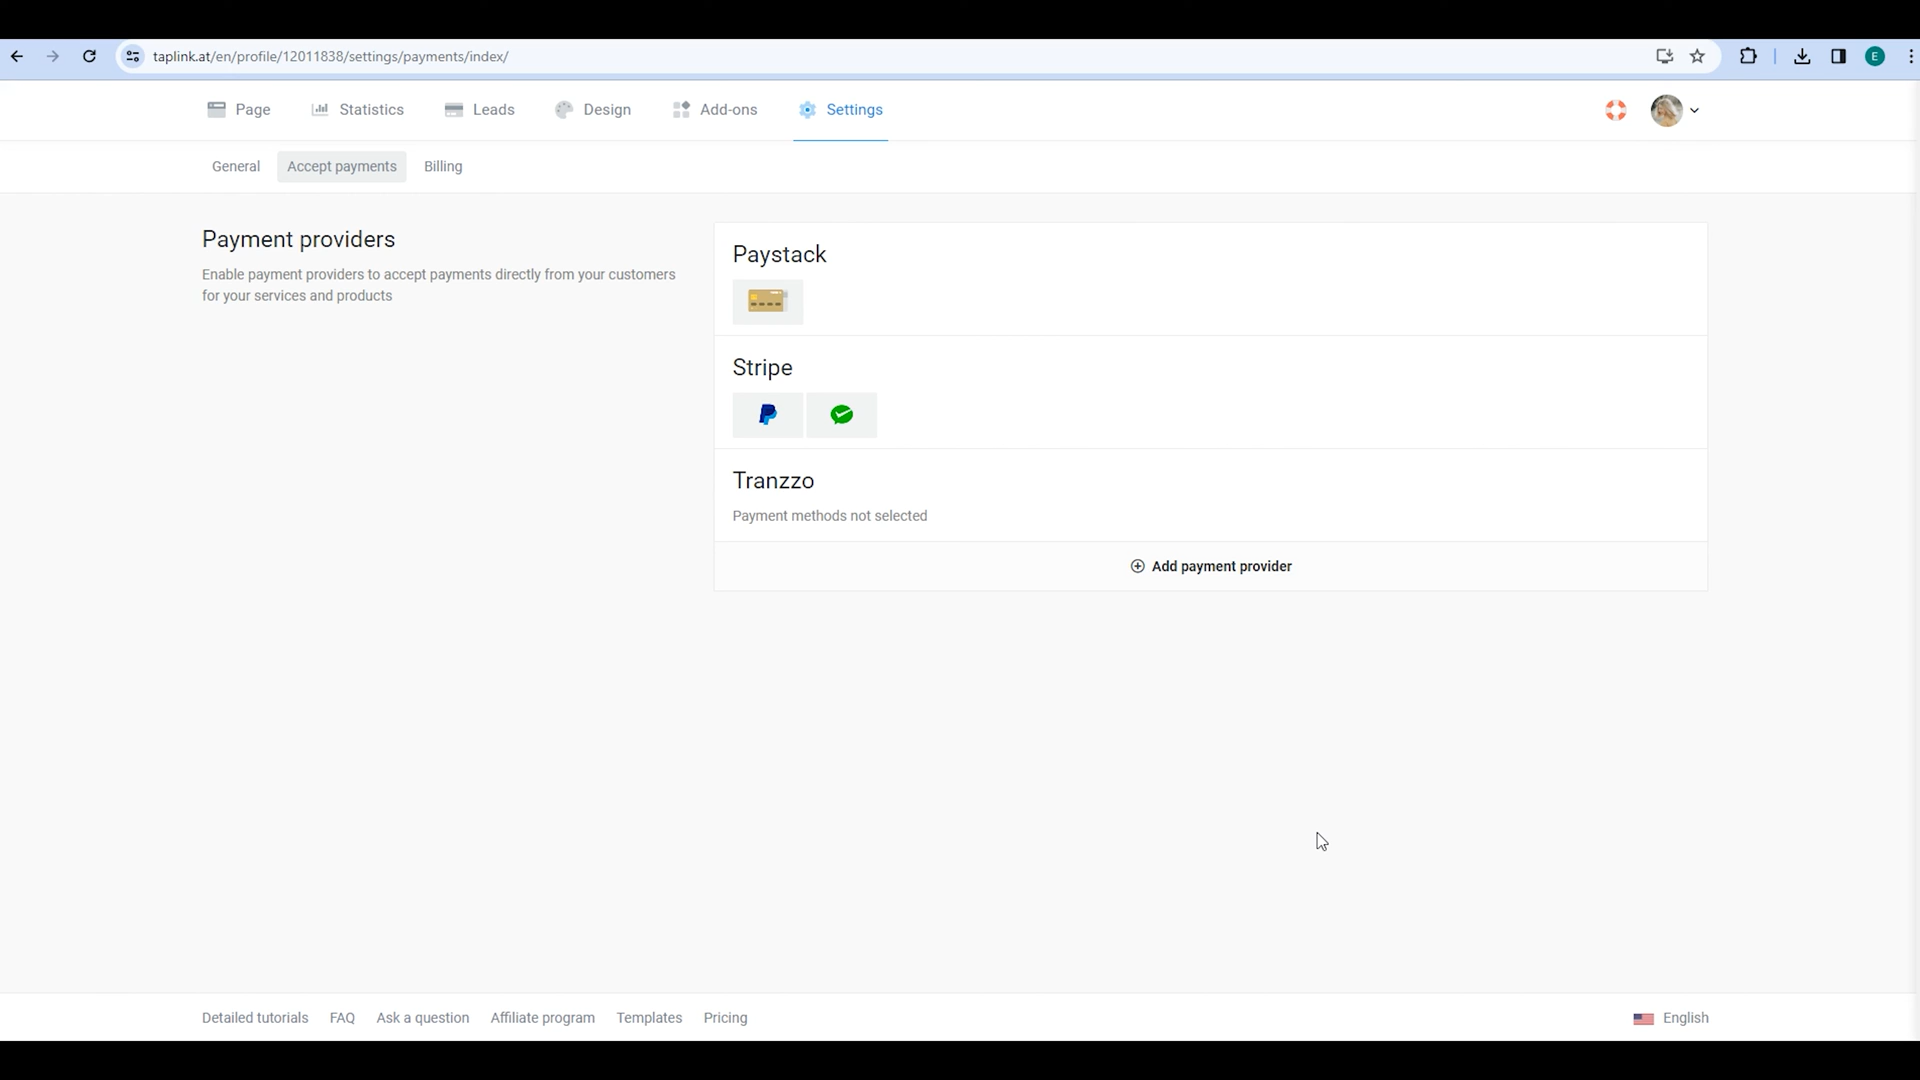 taplink.at/en/profile/12011838/settings/payments/index/
E
Page
Statistics
Leads
Design
Add-ons
Settings
General
Accept payments
Billing
Payment providers
Enable payment providers to accept payments directly from your customers
for your services and products
Paystack
Stripe
Tranzzo
Payment methods not selected
Add payment provider
Detailed tutorials
FAQ
Ask a question
Affiliate program
Templates
Pricing
English